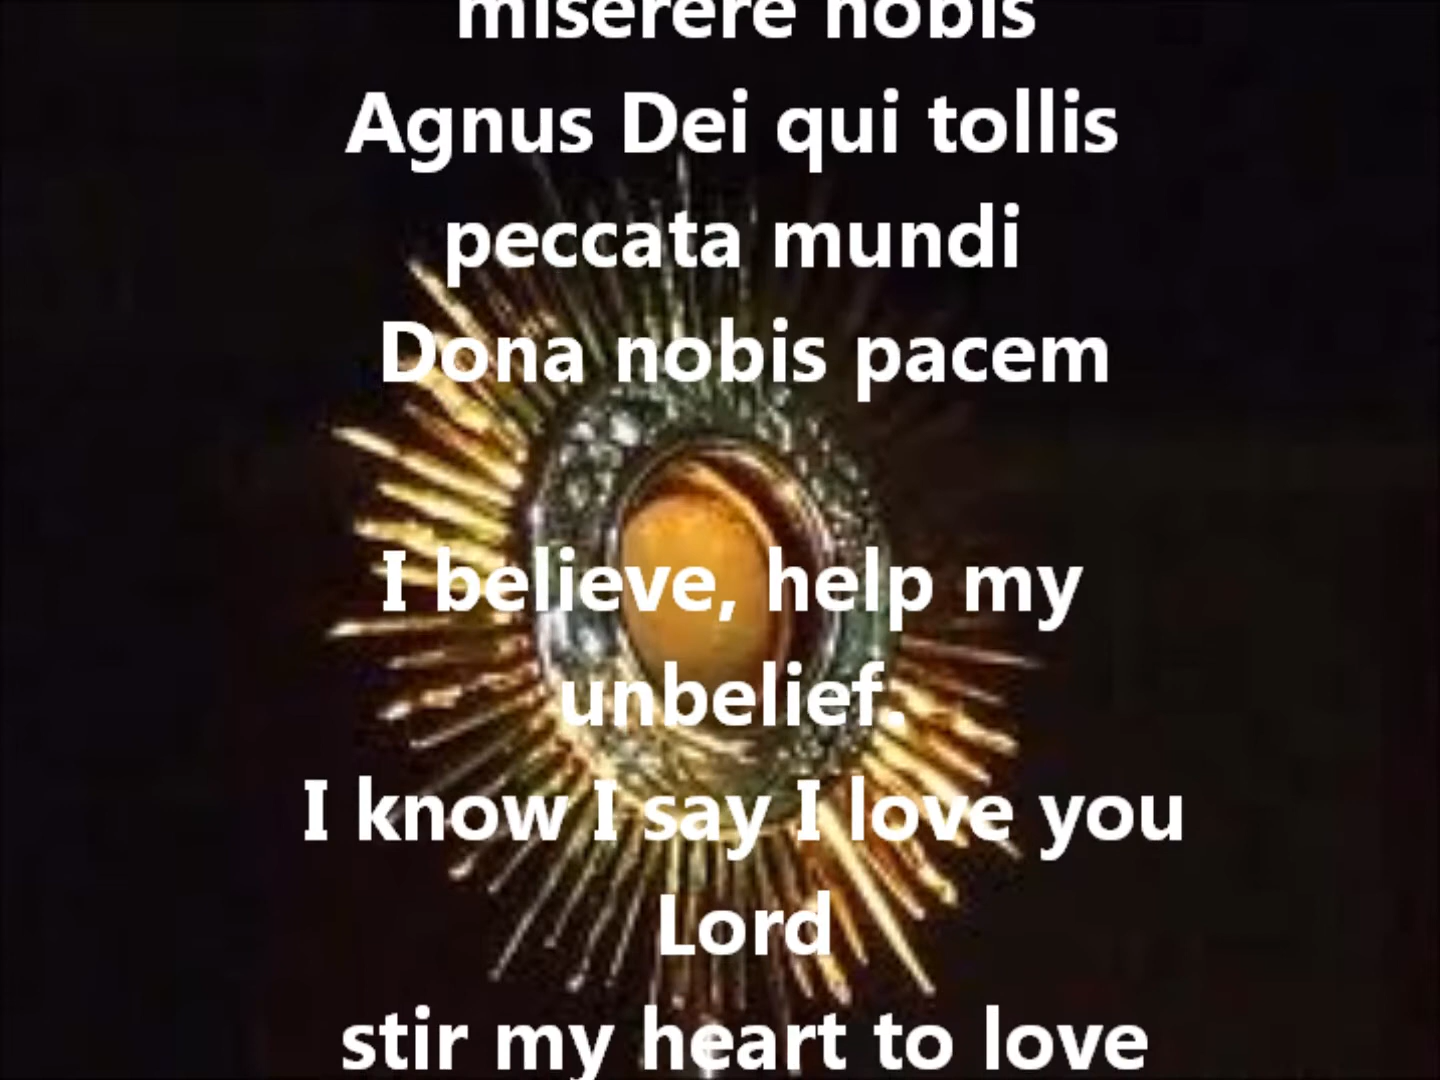 miserere nobis
Agnus Dei qui tollis
peccata mundi
Dona nobis pacem
I believe, help my
unbelief.
I know I say I love you
Lord
stir my heart to love